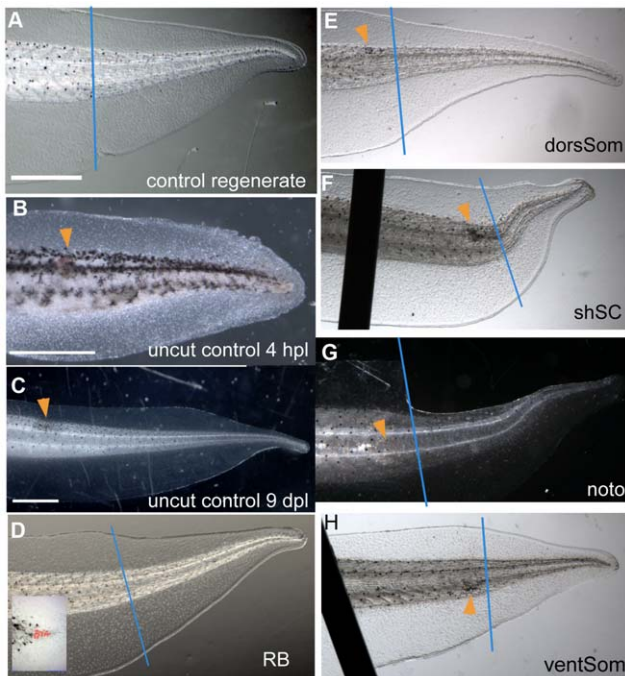 A
control regenerate
B
uncut control 4 hpl
C
uncut control 9 dpl
D
RB
E
dorsSom
F
shSC
G
noto
H
ventSom